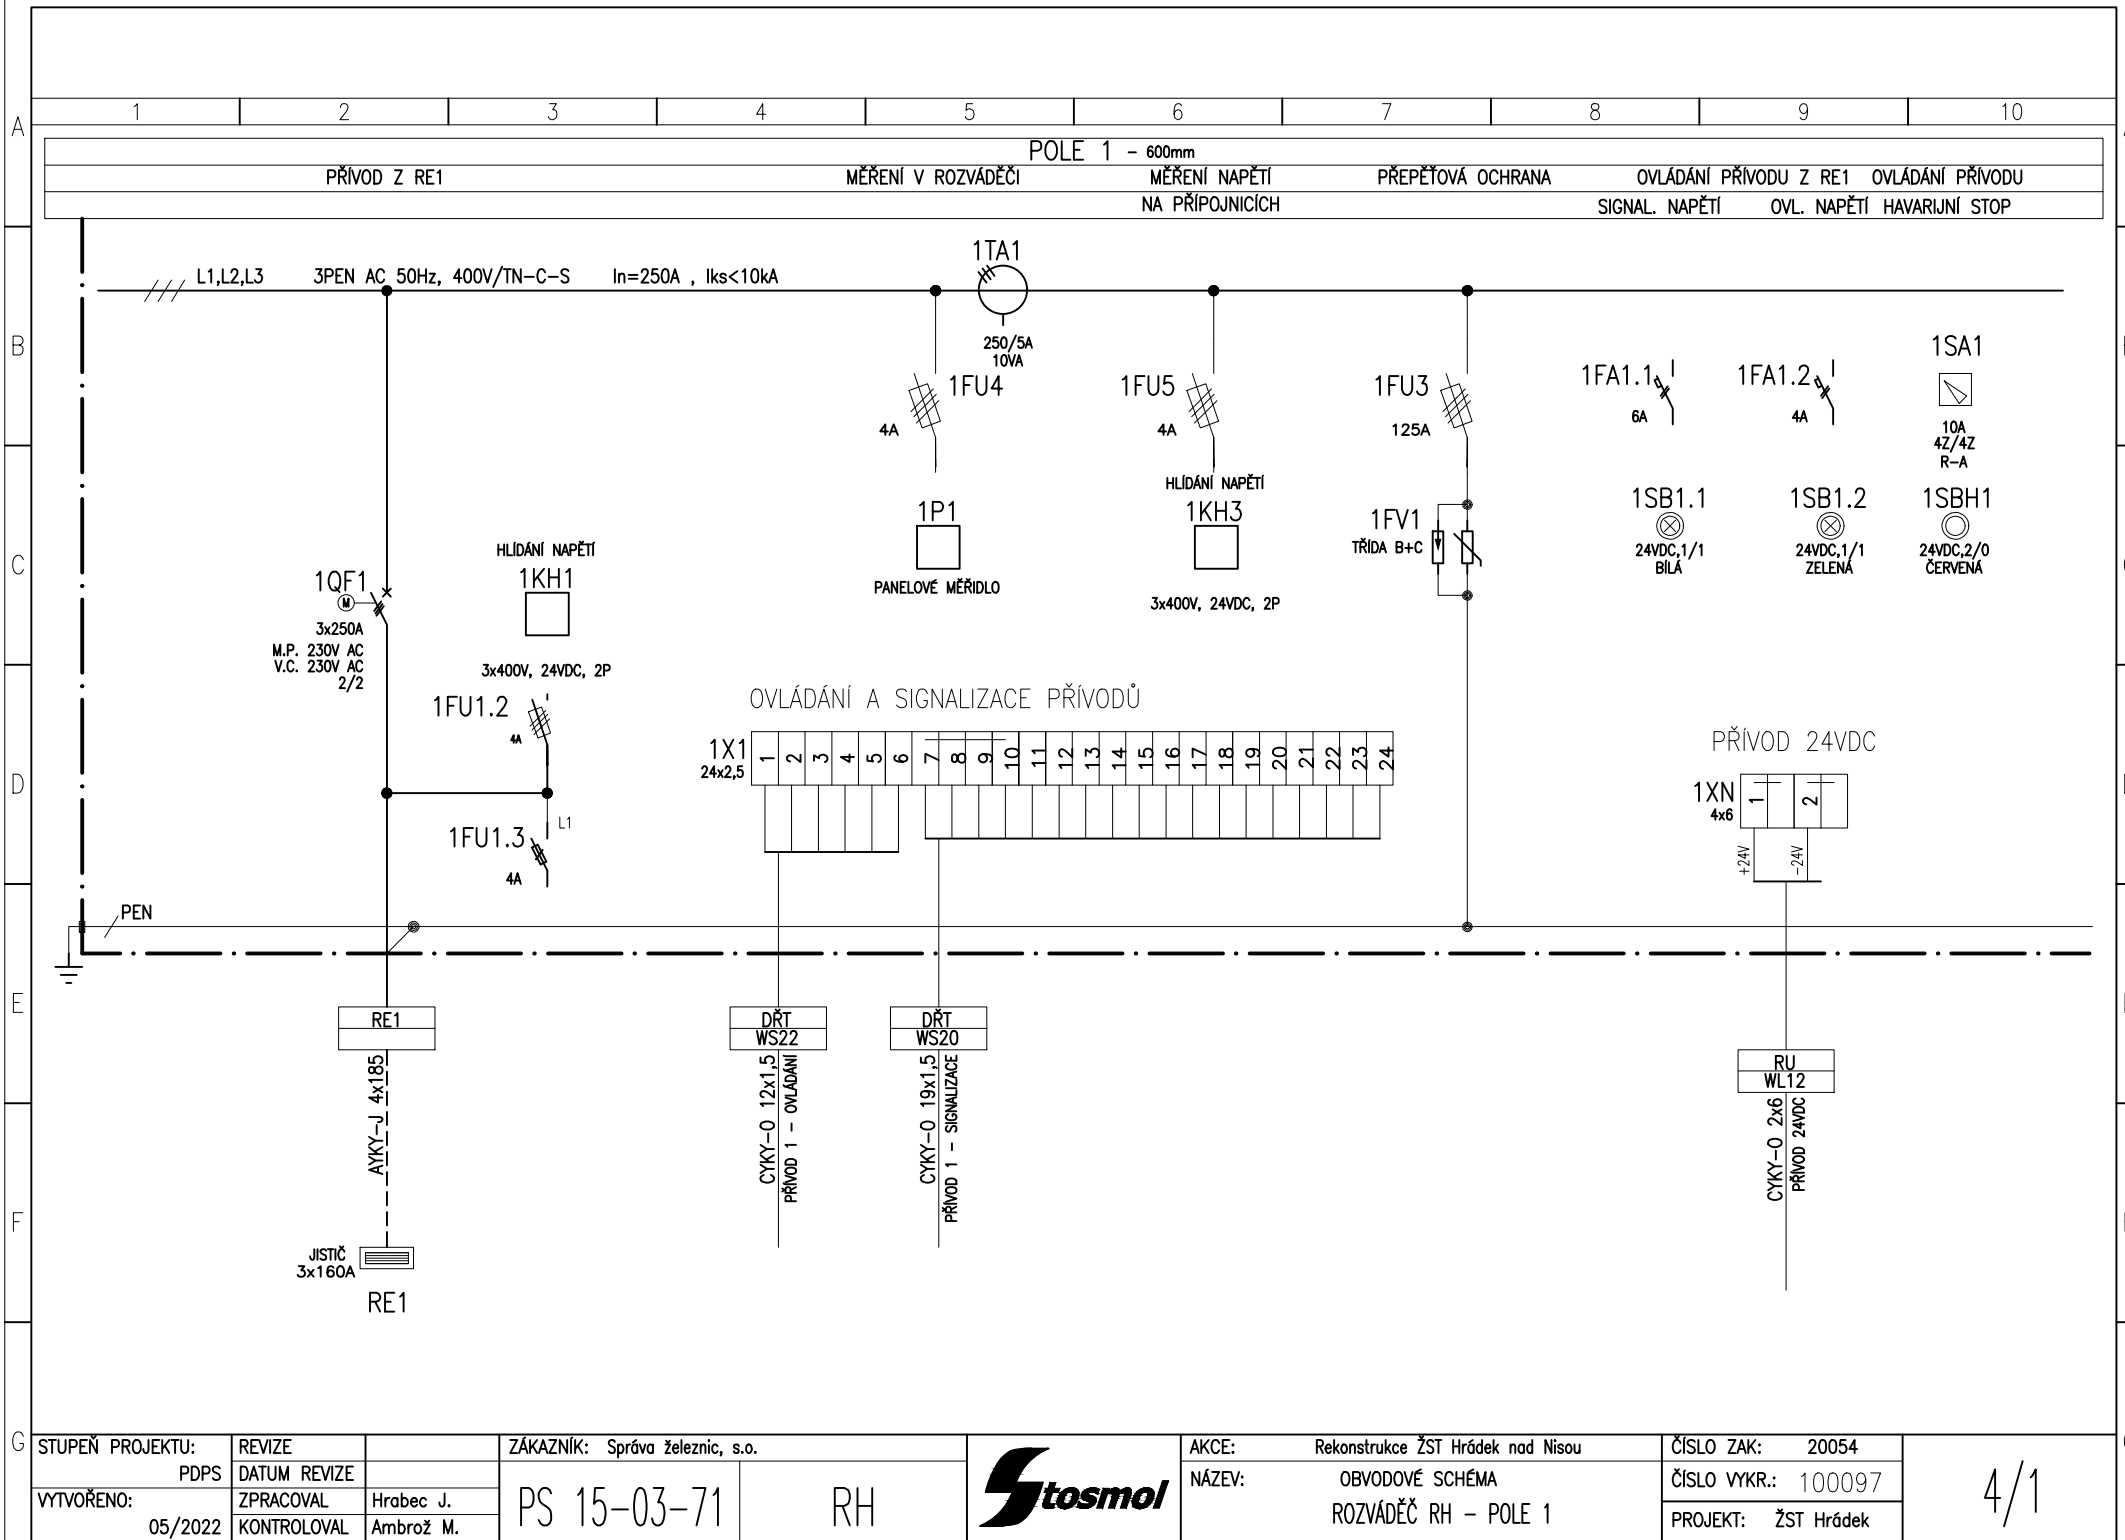 1 2 3 4 5 6 7 8 9 10
A
POLE 1 - 600mm
PŘÍVOD Z RE1 MĚŘENÍ V ROZVÁDĚČI MĚŘENÍ NAPĚTÍ PŘEPĚŤOVÁ OCHRANA OVLÁDÁNÍ PŘÍVODU Z RE1 OVLÁDÁNÍ PŘÍVODU
NA PŘÍPOJNICÍCH SIGNAL. NAPĚTÍ OVL. NAPĚTÍ HAVARIJNÍ STOP
1TA1
L1,L2,L3 3PEN AC 50Hz, 400V/TN-C-S In=250A , Iks<10kA
250/5A
10VA
B
1FU4
4A
1FU5
4A
1FU3
125A
1FA1.1
6A
1FA1.2
4A
1SA1
10A
4Z/4Z
R-A
C
1QF1
M
3x250A
M.P. 230V AC
V.C. 230V AC
2/2
HLÍDÁNÍ NAPĚTÍ
1KH1
3x400V, 24VDC, 2P
1P1
PANELOVÉ MĚŘIDLO
HLÍDÁNÍ NAPĚTÍ
1KH3
3x400V, 24VDC, 2P
1FV1
TŘÍDA B+C
1SB1.1
24VDC,1/1
BÍLÁ
1SB1.2
24VDC,1/1
ZELENÁ
1SBH1
24VDC,2/0
ČERVENÁ
D
1FU1.2
4A
1FU1.3
4A
L1
OVLÁDÁNÍ A SIGNALIZACE PŘÍVODŮ
1X1
24x2,5
1 2 3 4 5 6 7 8 9 10 11 12 13 14 15 16 17 18 19 20 21 22 23 24
PŘÍVOD 24VDC
1XN
4x6
1 2
+24V
-24V
PEN
E
RE1
AYKY-J 4x185
DŘT
WS22
CYKY-O 12x1,5
PŘÍVOD 1 - OVLÁDÁNÍ
DŘT
WS20
CYKY-O 19x1,5
PŘÍVOD 1 - SIGNALIZACE
RU
WL12
CYKY-O 2x6
PŘÍVOD 24VDC
F
JISTIČ
3x160A
RE1
G
STUPEŇ PROJEKTU:
PDPS
VYTVOŘENO:
05/2022
REVIZE
DATUM REVIZE
ZPRACOVAL Hrabec J.
KONTROLOVAL Ambrož M.
ZÁKAZNÍK: Správa železnic, s.o.
PS 15-03-71 RH
Stosmol
AKCE: Rekonstrukce ŽST Hrádek nad Nisou
NÁZEV: OBVODOVÉ SCHÉMA
ROZVÁDĚČ RH - POLE 1
ČÍSLO ZAK: 20054
ČÍSLO VYKR.: 100097
PROJEKT: ŽST Hrádek
4/1